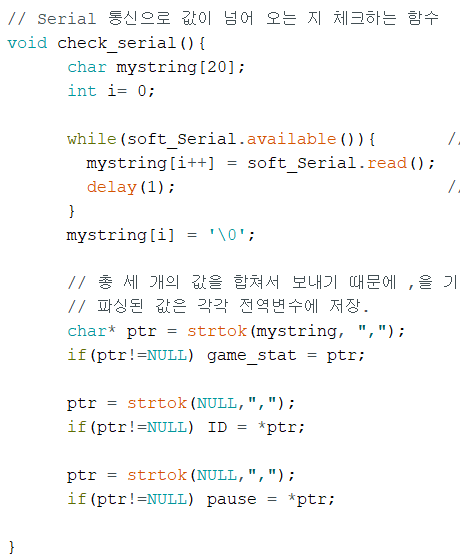 // Serial 통신으로 값이 넘어 오는 지 체크하는 함수
void check_serial(){
char mystring[20];
int i= 0;
while(soft_Serial.available()){ //
mystring[i++] = soft_Serial.read();
delay(1); //
}
mystring[i] = '\0';
// 총 세 개의 값을 합쳐서 보내기 때문에 ,을 기
// 파싱된 값은 각각 전역변수에 저장.
char* ptr = strtok(mystring, ",");
if(ptr!=NULL) game_stat = ptr;
ptr = strtok(NULL,",");
if(ptr!=NULL) ID = *ptr;
ptr = strtok(NULL,",");
if(ptr!=NULL) pause = *ptr;
}